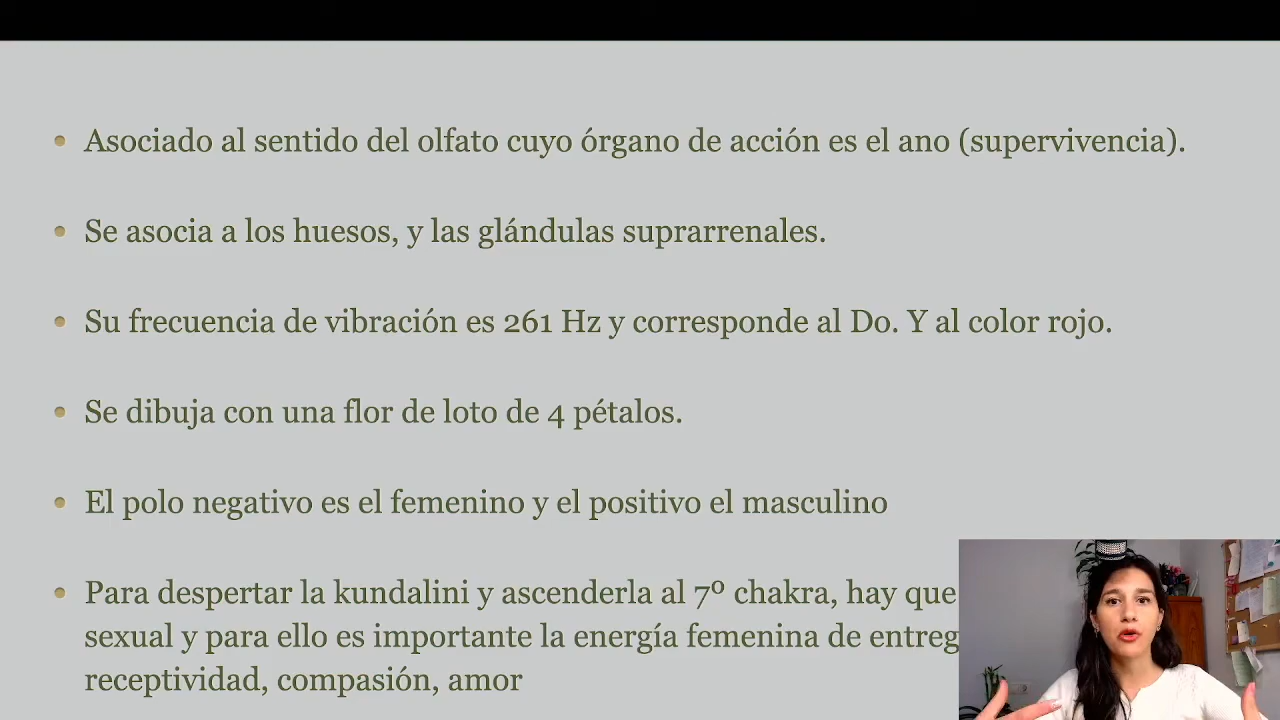 Asociado al sentido del olfato cuyo órgano de acción es el ano (supervivencia).
Se asocia a los huesos, y las glándulas suprarrenales.
Su frecuencia de vibración es 261 Hz y corresponde al Do. Y al color rojo.
Se dibuja con una flor de loto de 4 pétalos.
El polo negativo es el femenino y el positivo el masculino
Para despertar la kundalini y ascenderla al 7º chakra, hay que
sexual y para ello es importante la energía femenina de entreg
receptividad, compasión, amor